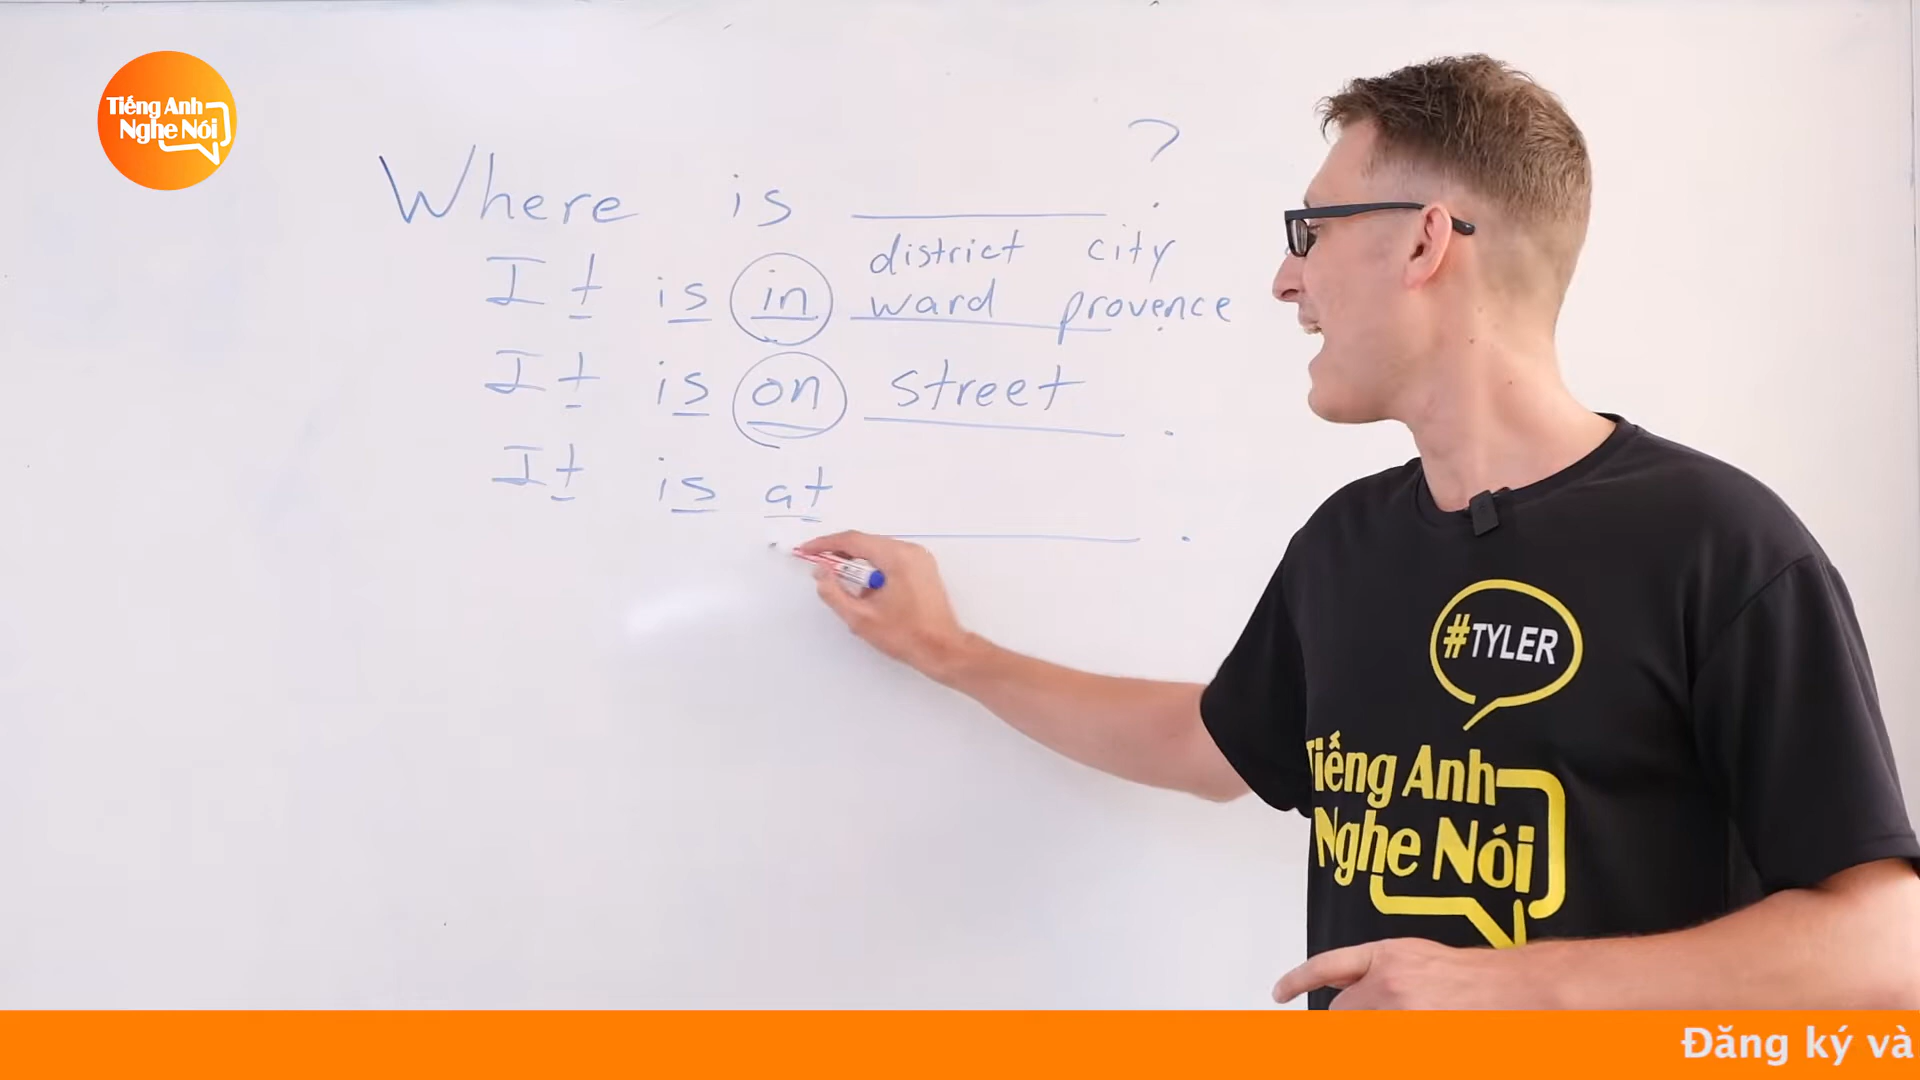 Tiếng Anh
Nghe Nói
Where is ________ ?
district city
It is in ward provence .
It is on street .
It is at ________ .
#TYLER
Tiếng Anh
Nghe Nói
Đăng ký và